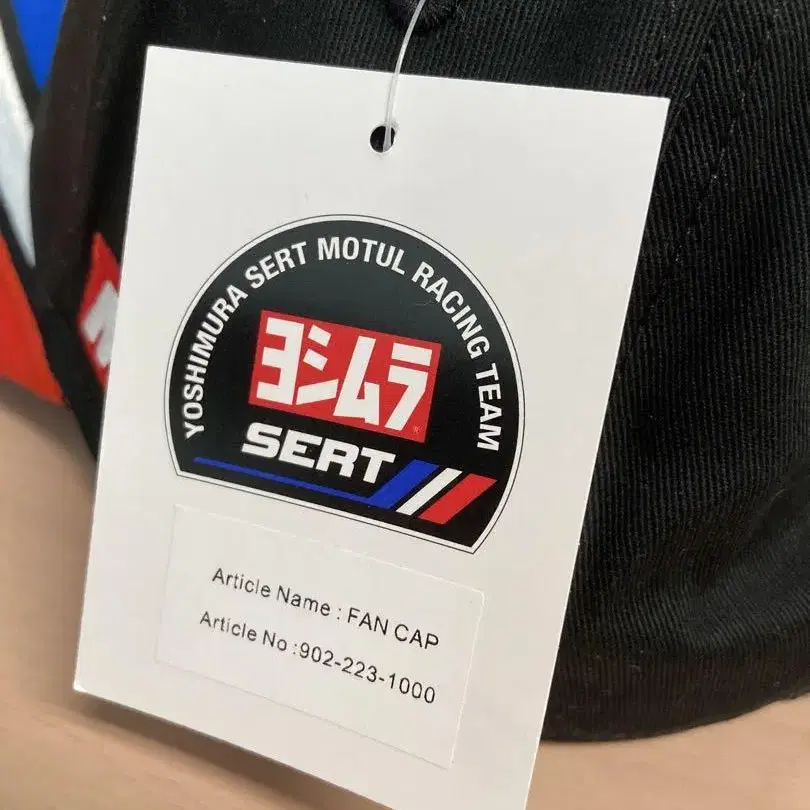 YOSHIMURA SERT MOTUL RACING TEAM
ヨシムラ
SERT
Article Name : FAN CAP
Article No :902-223-1000